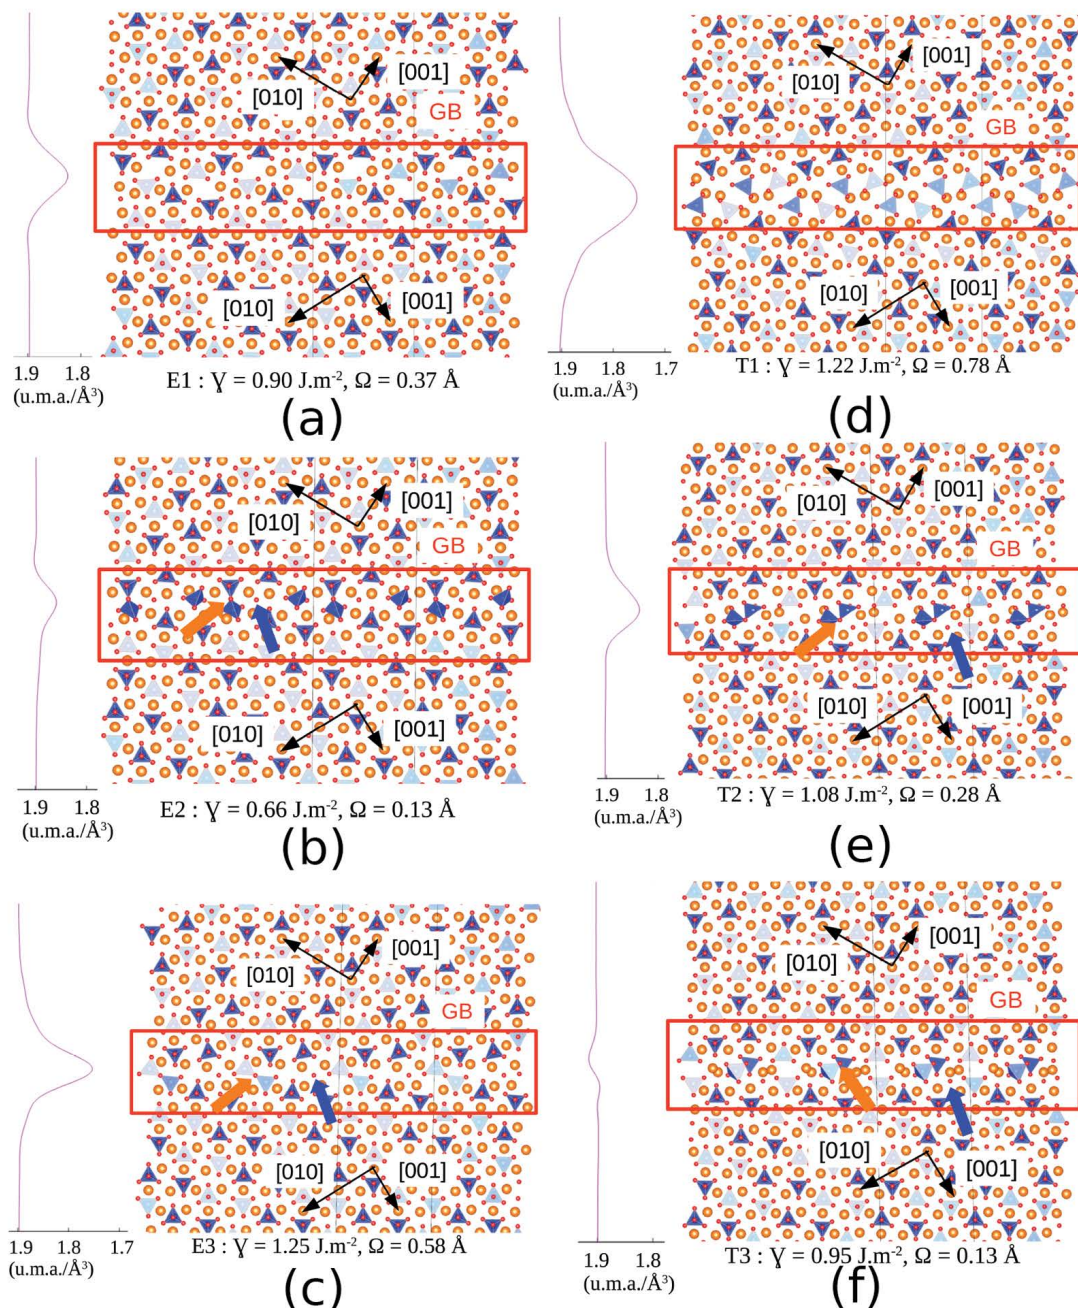 [001]
[010]
GB
[010]
[001]
1.9 1.8
(u.m.a./Å³)
E1 : γ = 0.90 J.m⁻², Ω = 0.37 Å
(a)
[001]
[010]
GB
[010]
[001]
1.9 1.8 1.7
(u.m.a./Å³)
T1 : γ = 1.22 J.m⁻², Ω = 0.78 Å
(d)
[001]
[010]
GB
[010]
[001]
1.9 1.8
(u.m.a./Å³)
E2 : γ = 0.66 J.m⁻², Ω = 0.13 Å
(b)
[010]
[001]
GB
[010]
[001]
1.9 1.8
(u.m.a./Å³)
T2 : γ = 1.08 J.m⁻², Ω = 0.28 Å
(e)
[001]
[010]
GB
[010]
[001]
1.9 1.8 1.7
(u.m.a./Å³)
E3 : γ = 1.25 J.m⁻², Ω = 0.58 Å
(c)
[001]
[010]
GB
[010]
[001]
1.9 1.8
(u.m.a./Å³)
T3 : γ = 0.95 J.m⁻², Ω = 0.13 Å
(f)